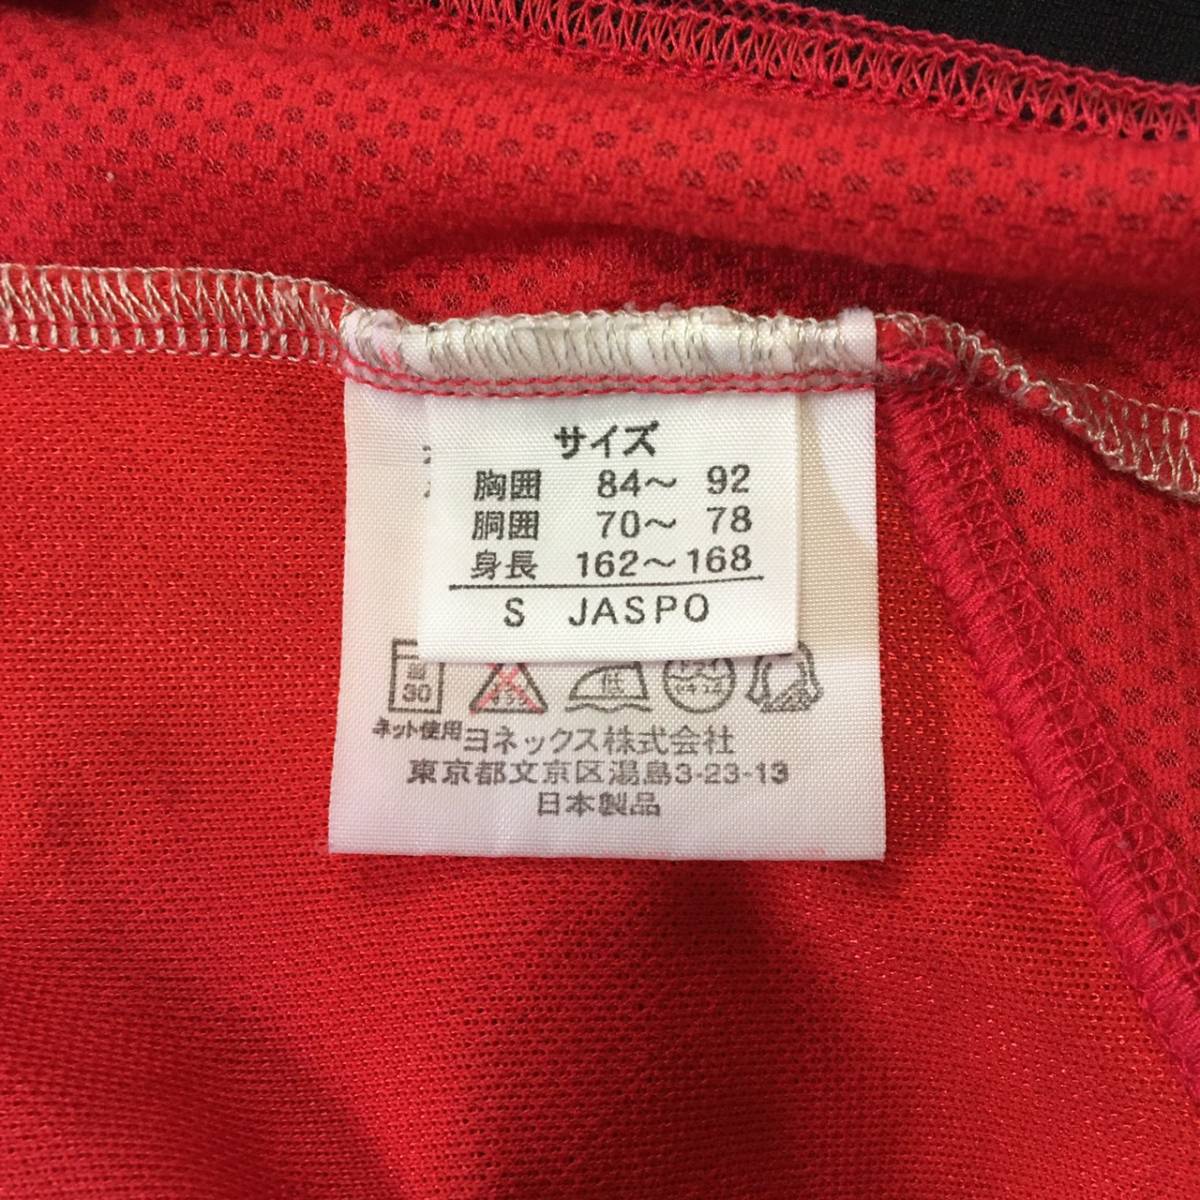 サイズ
胸囲 84～ 92
胴囲 70～ 78
身長 162～168
S JASPO
30 低
ネット使用
ヨネックス株式会社
東京都文京区湯島3-23-13
日本製品